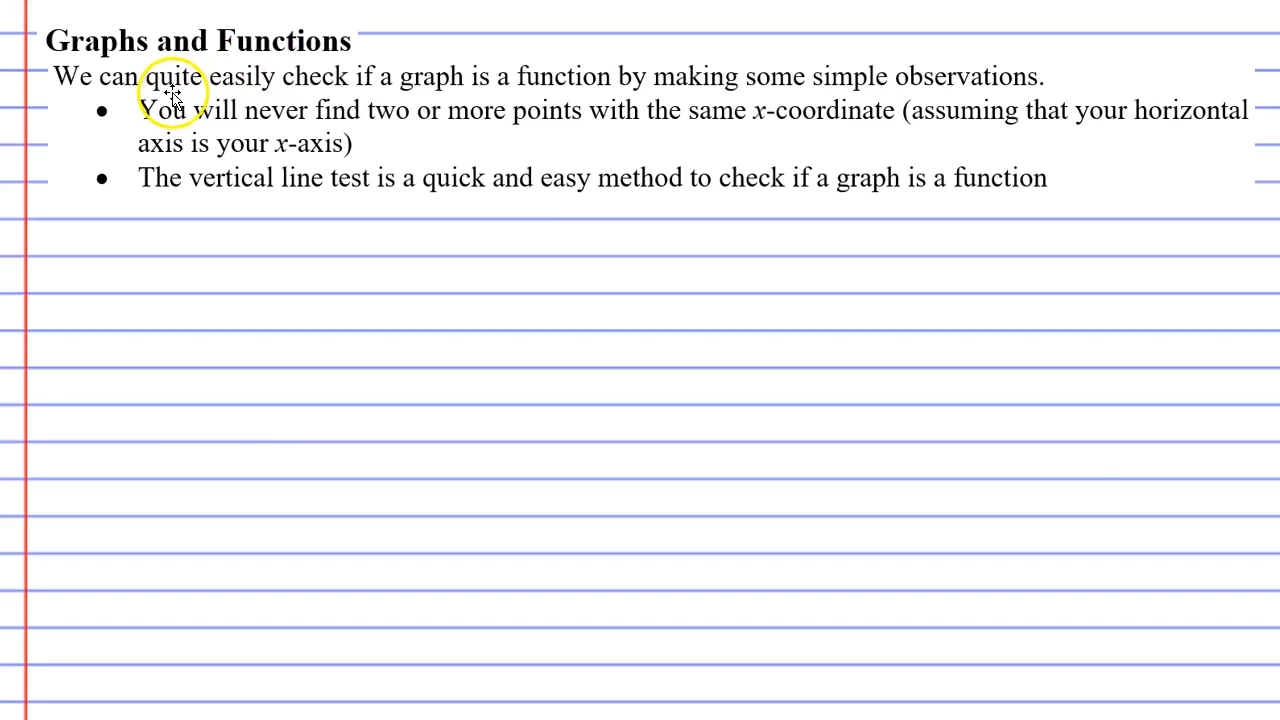 Graphs and Functions
We can quite easily check if a graph is a function by making some simple observations.
• You will never find two or more points with the same x-coordinate (assuming that your horizontal
axis is your x-axis)
• The vertical line test is a quick and easy method to check if a graph is a function